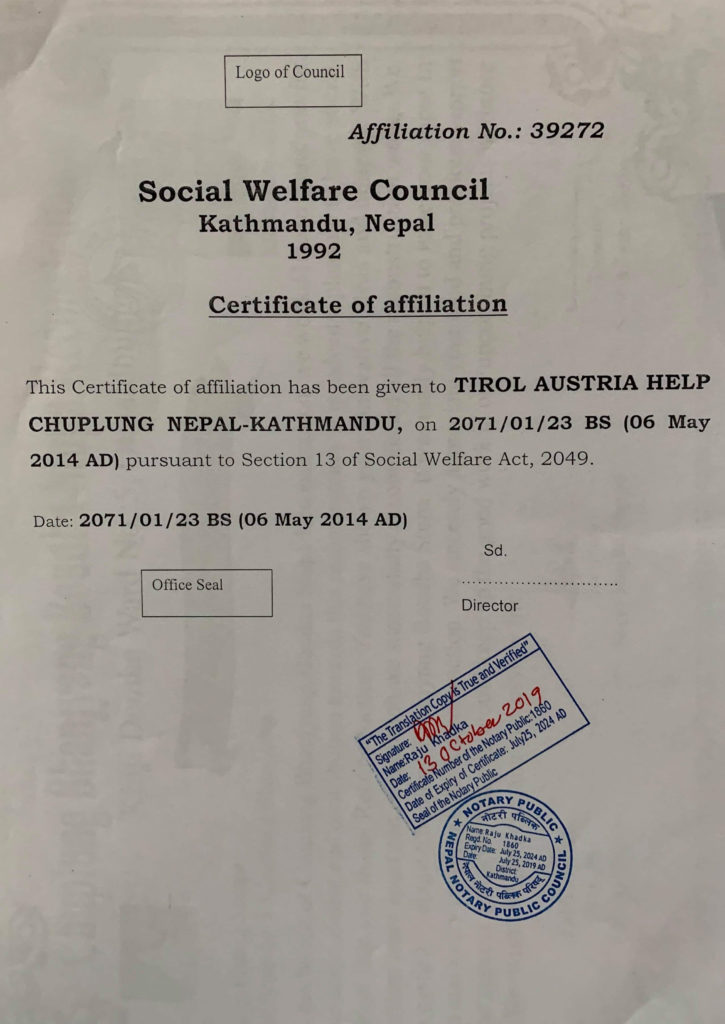 Logo of Council
Affiliation No.: 39272
Social Welfare Council
Kathmandu, Nepal
1992
Certificate of affiliation
This Certificate of affiliation has been given to TIROL AUSTRIA HELP
CHUPLUNG NEPAL-KATHMANDU, on 2071/01/23 BS (06 May
2014 AD) pursuant to Section 13 of Social Welfare Act, 2049.
Date: 2071/01/23 BS (06 May 2014 AD)
Sd.
Office Seal
Director
"The Translation Copy is True and Verified"
Signature:
Name: Raju Khadka
Date: 13 October 2019
Certificate Number of the Notary Public: 1860
Date of Expiry of Certificate: July 25, 2024 AD
Seal of the Notary Public
NOTARY PUBLIC
नोटरी पब्लिक
Name: Raju Khadka
Regd. No. 1860
Expiry Date: July 25, 2024 AD
Date: July 25, 2019 AD
District
Kathmandu
नेपाल नोटरी पब्लिक परिषद्
NEPAL NOTARY PUBLIC COUNCIL